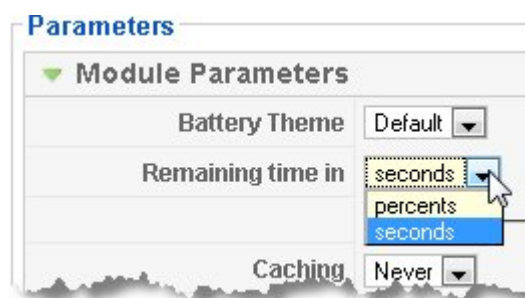 Parameters
Module Parameters
Battery Theme Default
Remaining time in seconds
percents
seconds
Caching Never